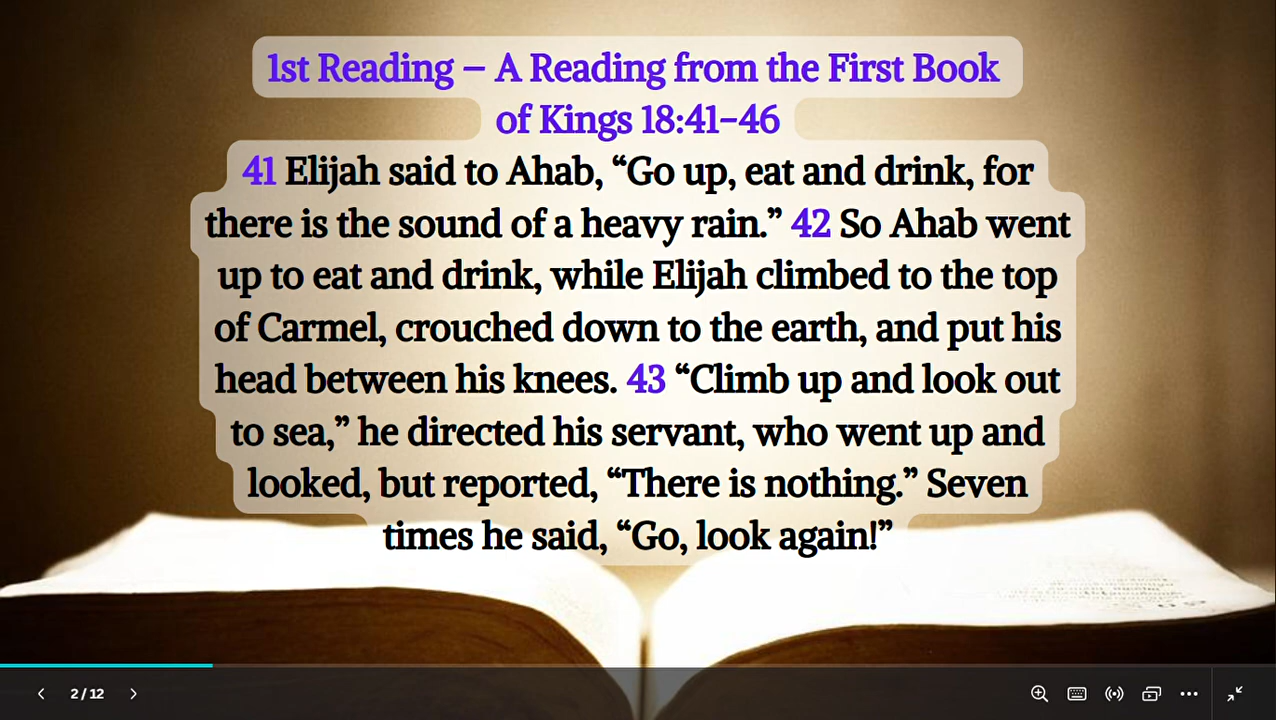 1st Reading – A Reading from the First Book
of Kings 18:41–46
41 Elijah said to Ahab, “Go up, eat and drink, for
there is the sound of a heavy rain.” 42 So Ahab went
up to eat and drink, while Elijah climbed to the top
of Carmel, crouched down to the earth, and put his
head between his knees. 43 “Climb up and look out
to sea,” he directed his servant, who went up and
looked, but reported, “There is nothing.” Seven
times he said, “Go, look again!”
2 / 12